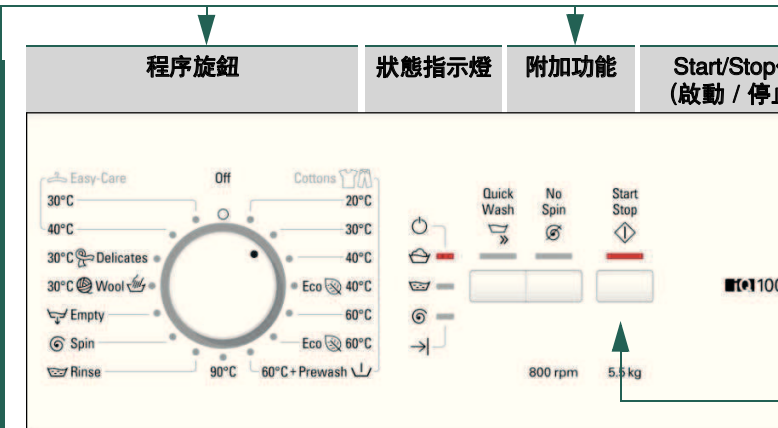 程序旋鈕
狀態指示燈
附加功能
Start/Stop
(啟動 / 停止
Easy-Care
Off
Cottons
30°C
20°C
40°C
30°C
30°C Delicates
40°C
30°C Wool
Eco 40°C
Empty
60°C
Spin
Eco 60°C
Rinse
90°C
60°C+Prewash
Quick
Wash
No
Spin
Start
Stop
800 rpm
5,5 kg
IQ100